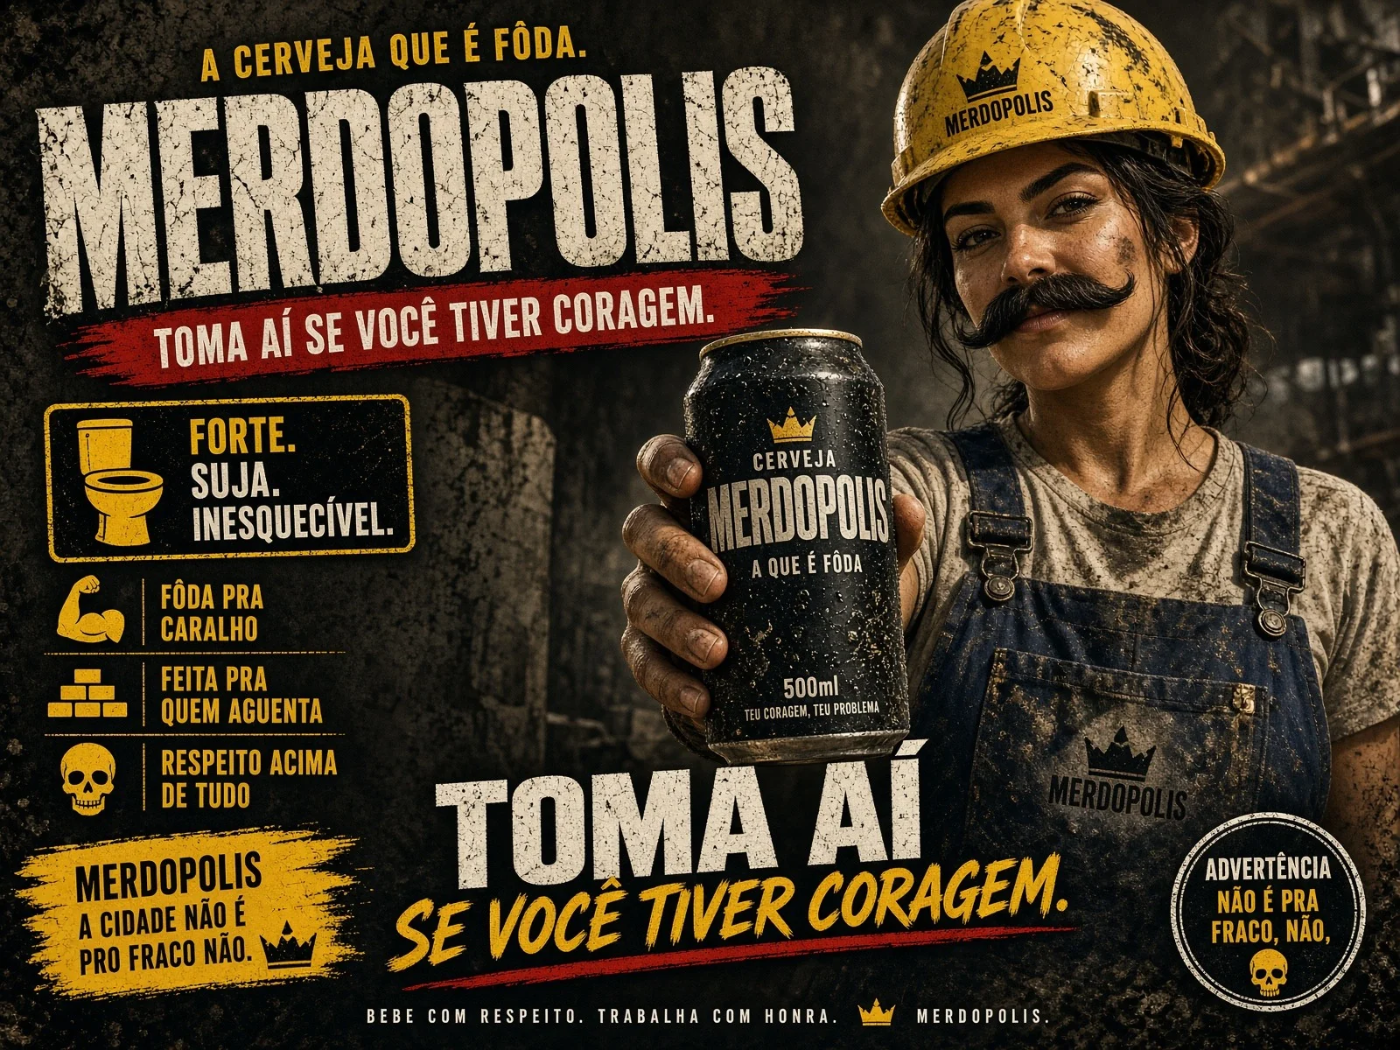 A CERVEJA QUE É FÔDA.
MERDOPOLIS
TOMA AÍ SE VOCÊ TIVER CORAGEM.
MERDOPOLIS
FORTE.
SUJA.
INESQUECÍVEL.
FÔDA PRA
CARALHO
FEITA PRA
QUEM AGUENTA
RESPEITO ACIMA
DE TUDO
MERDOPOLIS
A CIDADE NÃO É
PRO FRACO NÃO.
CERVEJA
MERDOPOLIS
A QUE É FÔDA
500ml
TEU CORAGEM, TEU PROBLEMA
MERDOPOLIS
TOMA AÍ
SE VOCÊ TIVER CORAGEM.
ADVERTÊNCIA
NÃO É PRA
FRACO, NÃO,
BEBE COM RESPEITO. TRABALHA COM HONRA. MERDOPOLIS.